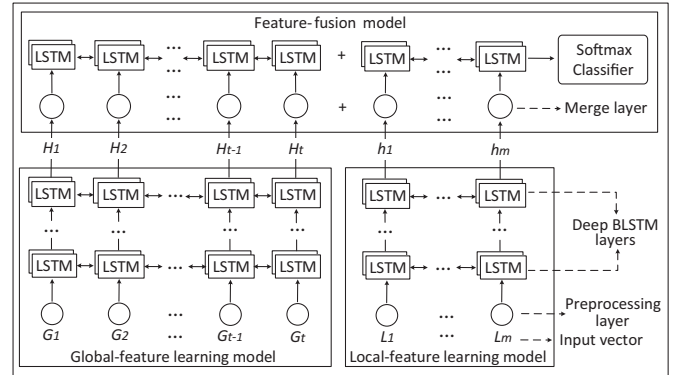 Feature-fusion model
... ...
LSTM LSTM ... LSTM LSTM + LSTM ... LSTM Softmax
Classifier
... ...
+ ... ... Merge layer
H1 H2 Ht-1 Ht h1 hm
LSTM LSTM ... LSTM LSTM LSTM ... LSTM
... ... ... ... ... ... Deep BLSTM
layers
LSTM LSTM ... LSTM LSTM LSTM ... LSTM
... ... Preprocessing
layer
G1 G2 ... Gt-1 Gt L1 ... Lm Input vector
Global-feature learning model Local-feature learning model